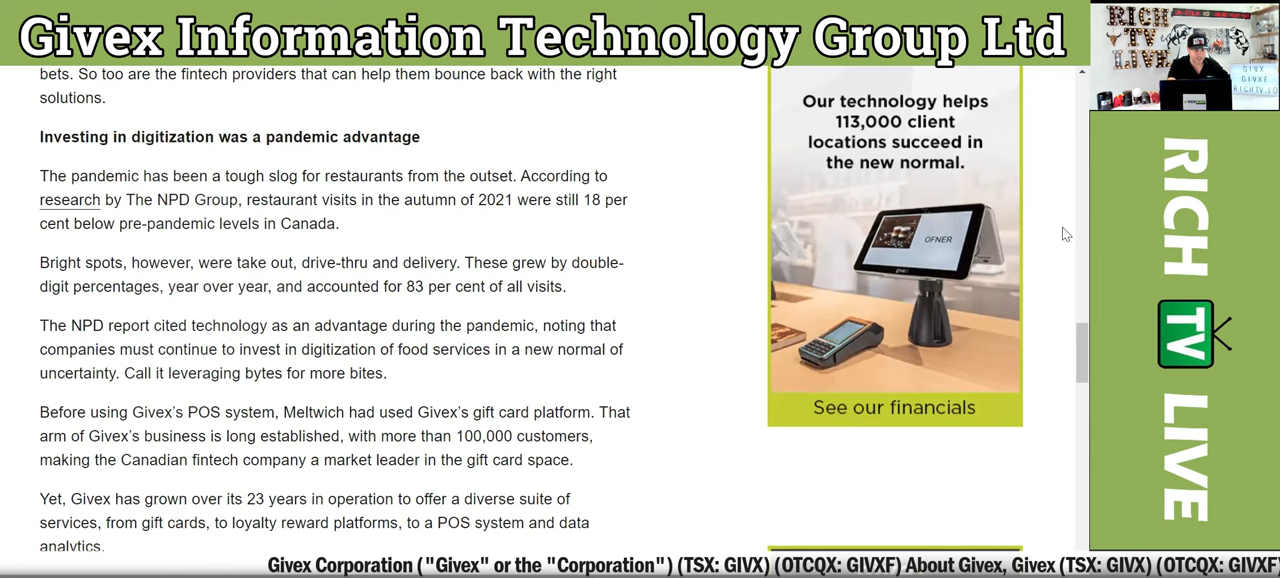 Givex Information Technology Group Ltd
bets. So too are the fintech providers that can help them bounce back with the right
solutions.
Investing in digitization was a pandemic advantage
The pandemic has been a tough slog for restaurants from the outset. According to
research by The NPD Group, restaurant visits in the autumn of 2021 were still 18 per
cent below pre-pandemic levels in Canada.
Bright spots, however, were take out, drive-thru and delivery. These grew by double-
digit percentages, year over year, and accounted for 83 per cent of all visits.
The NPD report cited technology as an advantage during the pandemic, noting that
companies must continue to invest in digitization of food services in a new normal of
uncertainty. Call it leveraging bytes for more bites.
Before using Givex’s POS system, Meltwich had used Givex’s gift card platform. That
arm of Givex’s business is long established, with more than 100,000 customers,
making the Canadian fintech company a market leader in the gift card space.
Yet, Givex has grown over its 23 years in operation to offer a diverse suite of
services, from gift cards, to loyalty reward platforms, to a POS system and data
analytics.
Our technology helps
113,000 client
locations succeed in
the new normal.
OFNER
givex
See our financials
RICH
TV
LIVE
GIVX
GIVXF
RICHTV.IO
RICH
TV
LIVE
Givex Corporation ("Givex" or the "Corporation") (TSX: GIVX) (OTCQX: GIVXF) About Givex, Givex (TSX: GIVX) (OTCQX: GIVXF